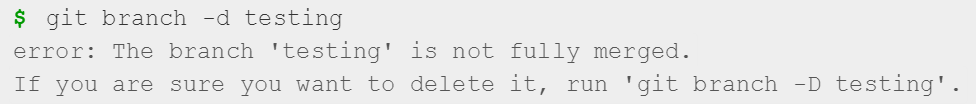 $ git branch -d testing
error: The branch 'testing' is not fully merged.
If you are sure you want to delete it, run 'git branch -D testing'.